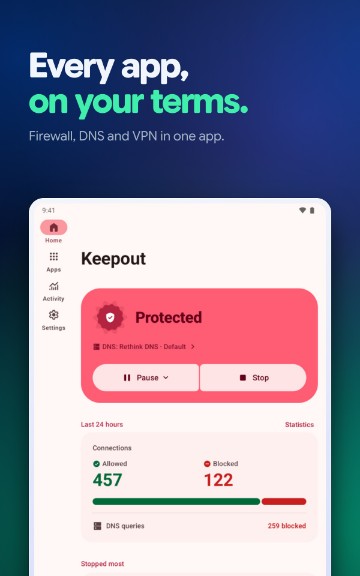 Every app,
on your terms.
Firewall, DNS and VPN in one app.
9:41
Home
Keepout
Apps
Activity
Settings
Protected
DNS: Rethink DNS · Default
Pause
Stop
Last 24 hours
Statistics
Connections
Allowed
Blocked
457
122
DNS queries
259 blocked
Stopped most